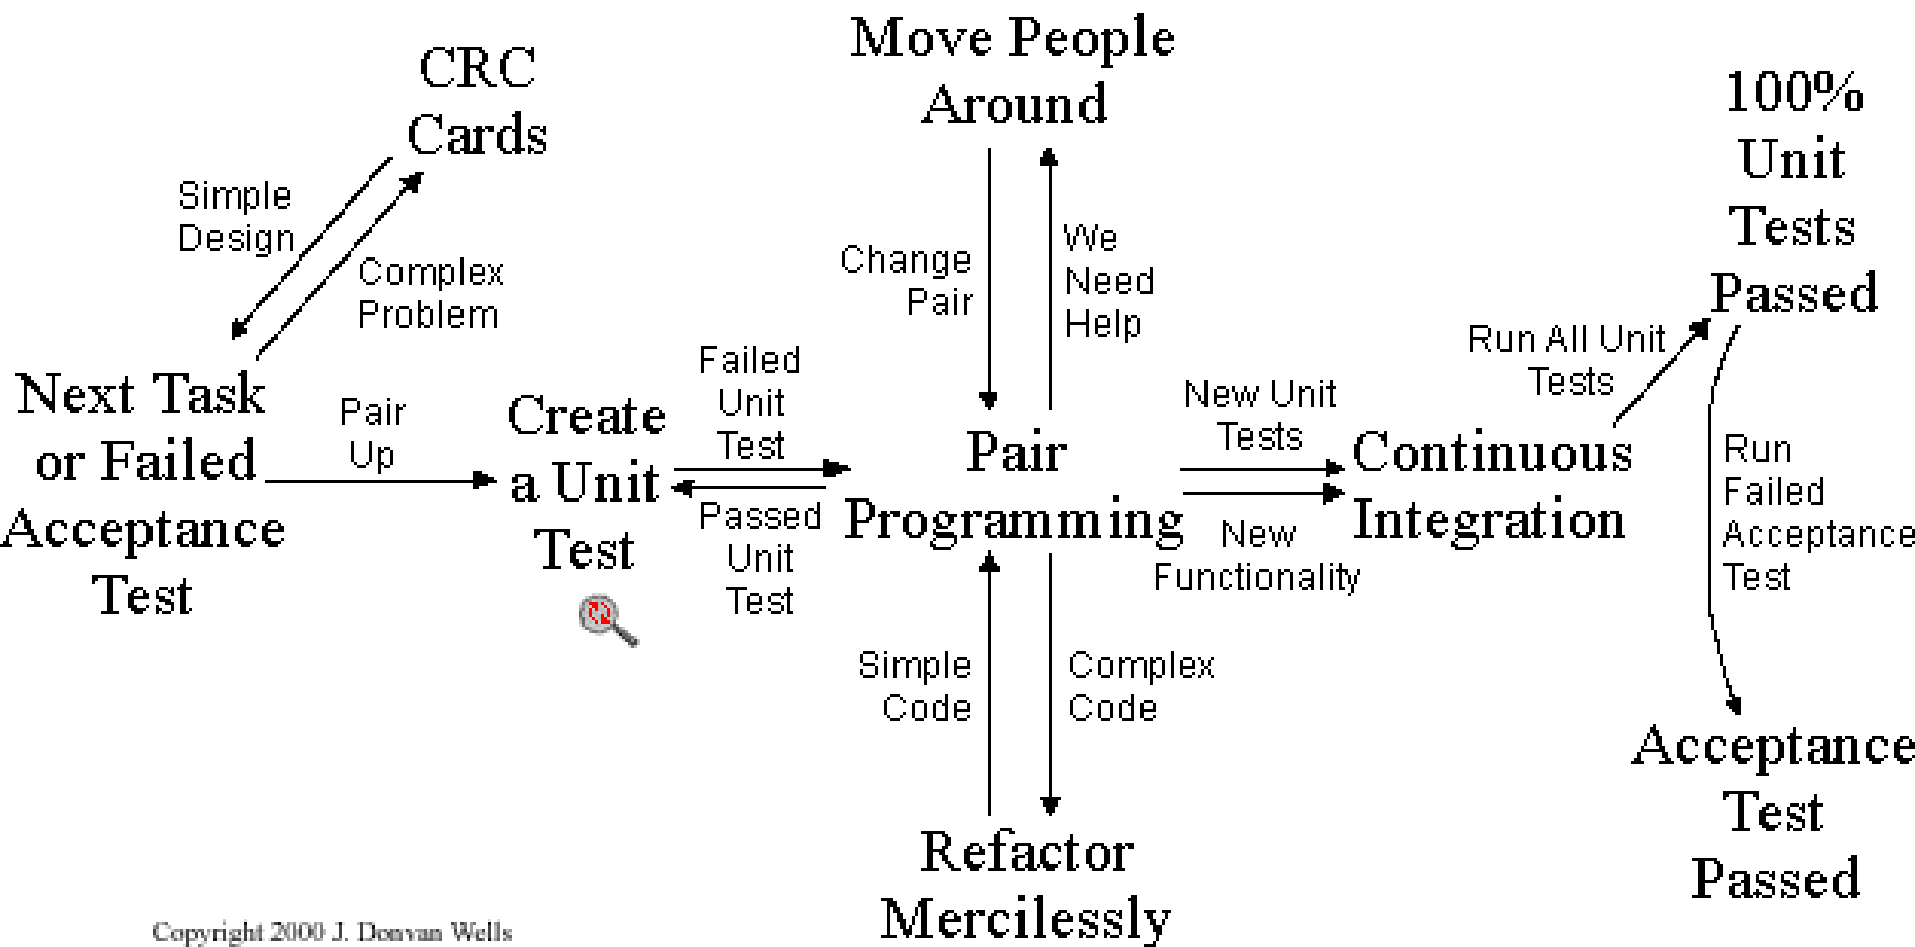 CRC
Cards
Simple
Design
Complex
Problem
Next Task
or Failed
Acceptance
Test
Pair
Up
Create
a Unit
Test
Failed
Unit
Test
Passed
Unit
Test
Move People
Around
Change
Pair
We
Need
Help
Pair
Programming
Simple
Code
Complex
Code
Refactor
Mercilessly
New Unit
Tests
New
Functionality
Continuous
Integration
Run All Unit
Tests
100%
Unit
Tests
Passed
Run
Failed
Acceptance
Test
Acceptance
Test
Passed
Copyright 2000 J. Donvan Wells